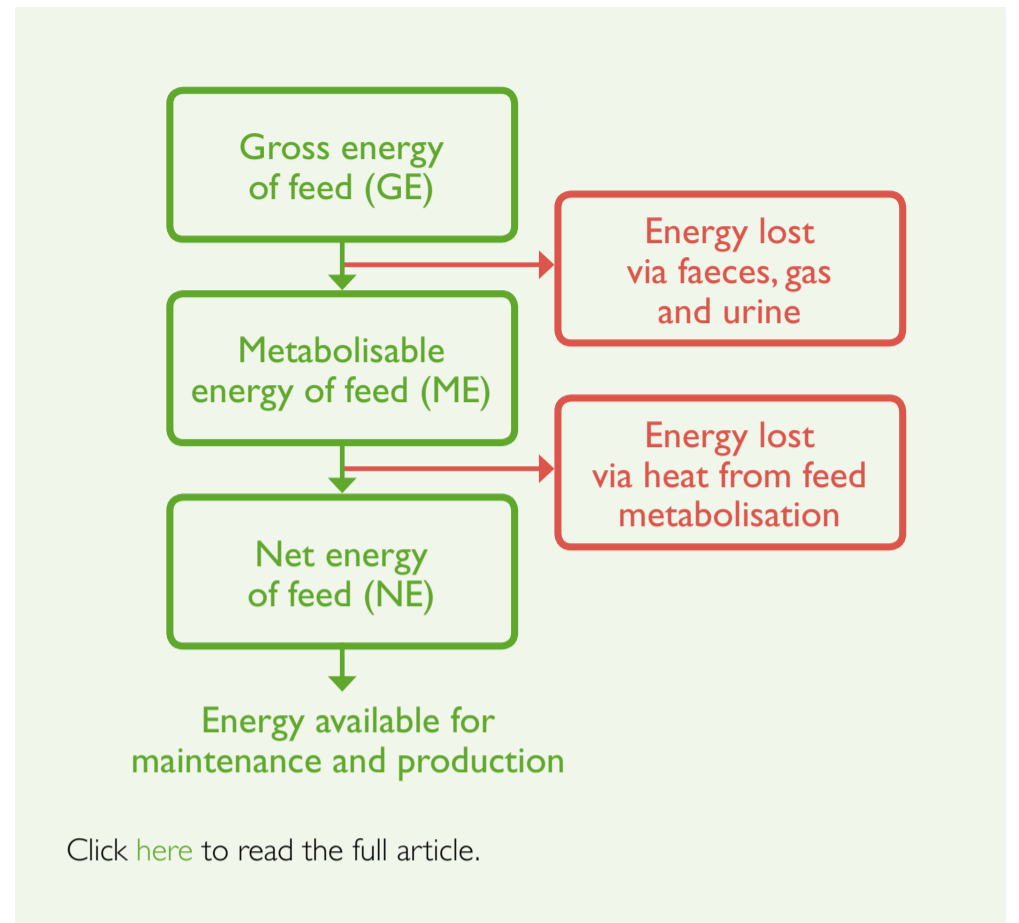 Gross energy
of feed (GE)
Energy lost
via faeces, gas
and urine
Metabolisable
energy of feed (ME)
Energy lost
via heat from feed
metabolisation
Net energy
of feed (NE)
Energy available for
maintenance and production
Click here to read the full article.